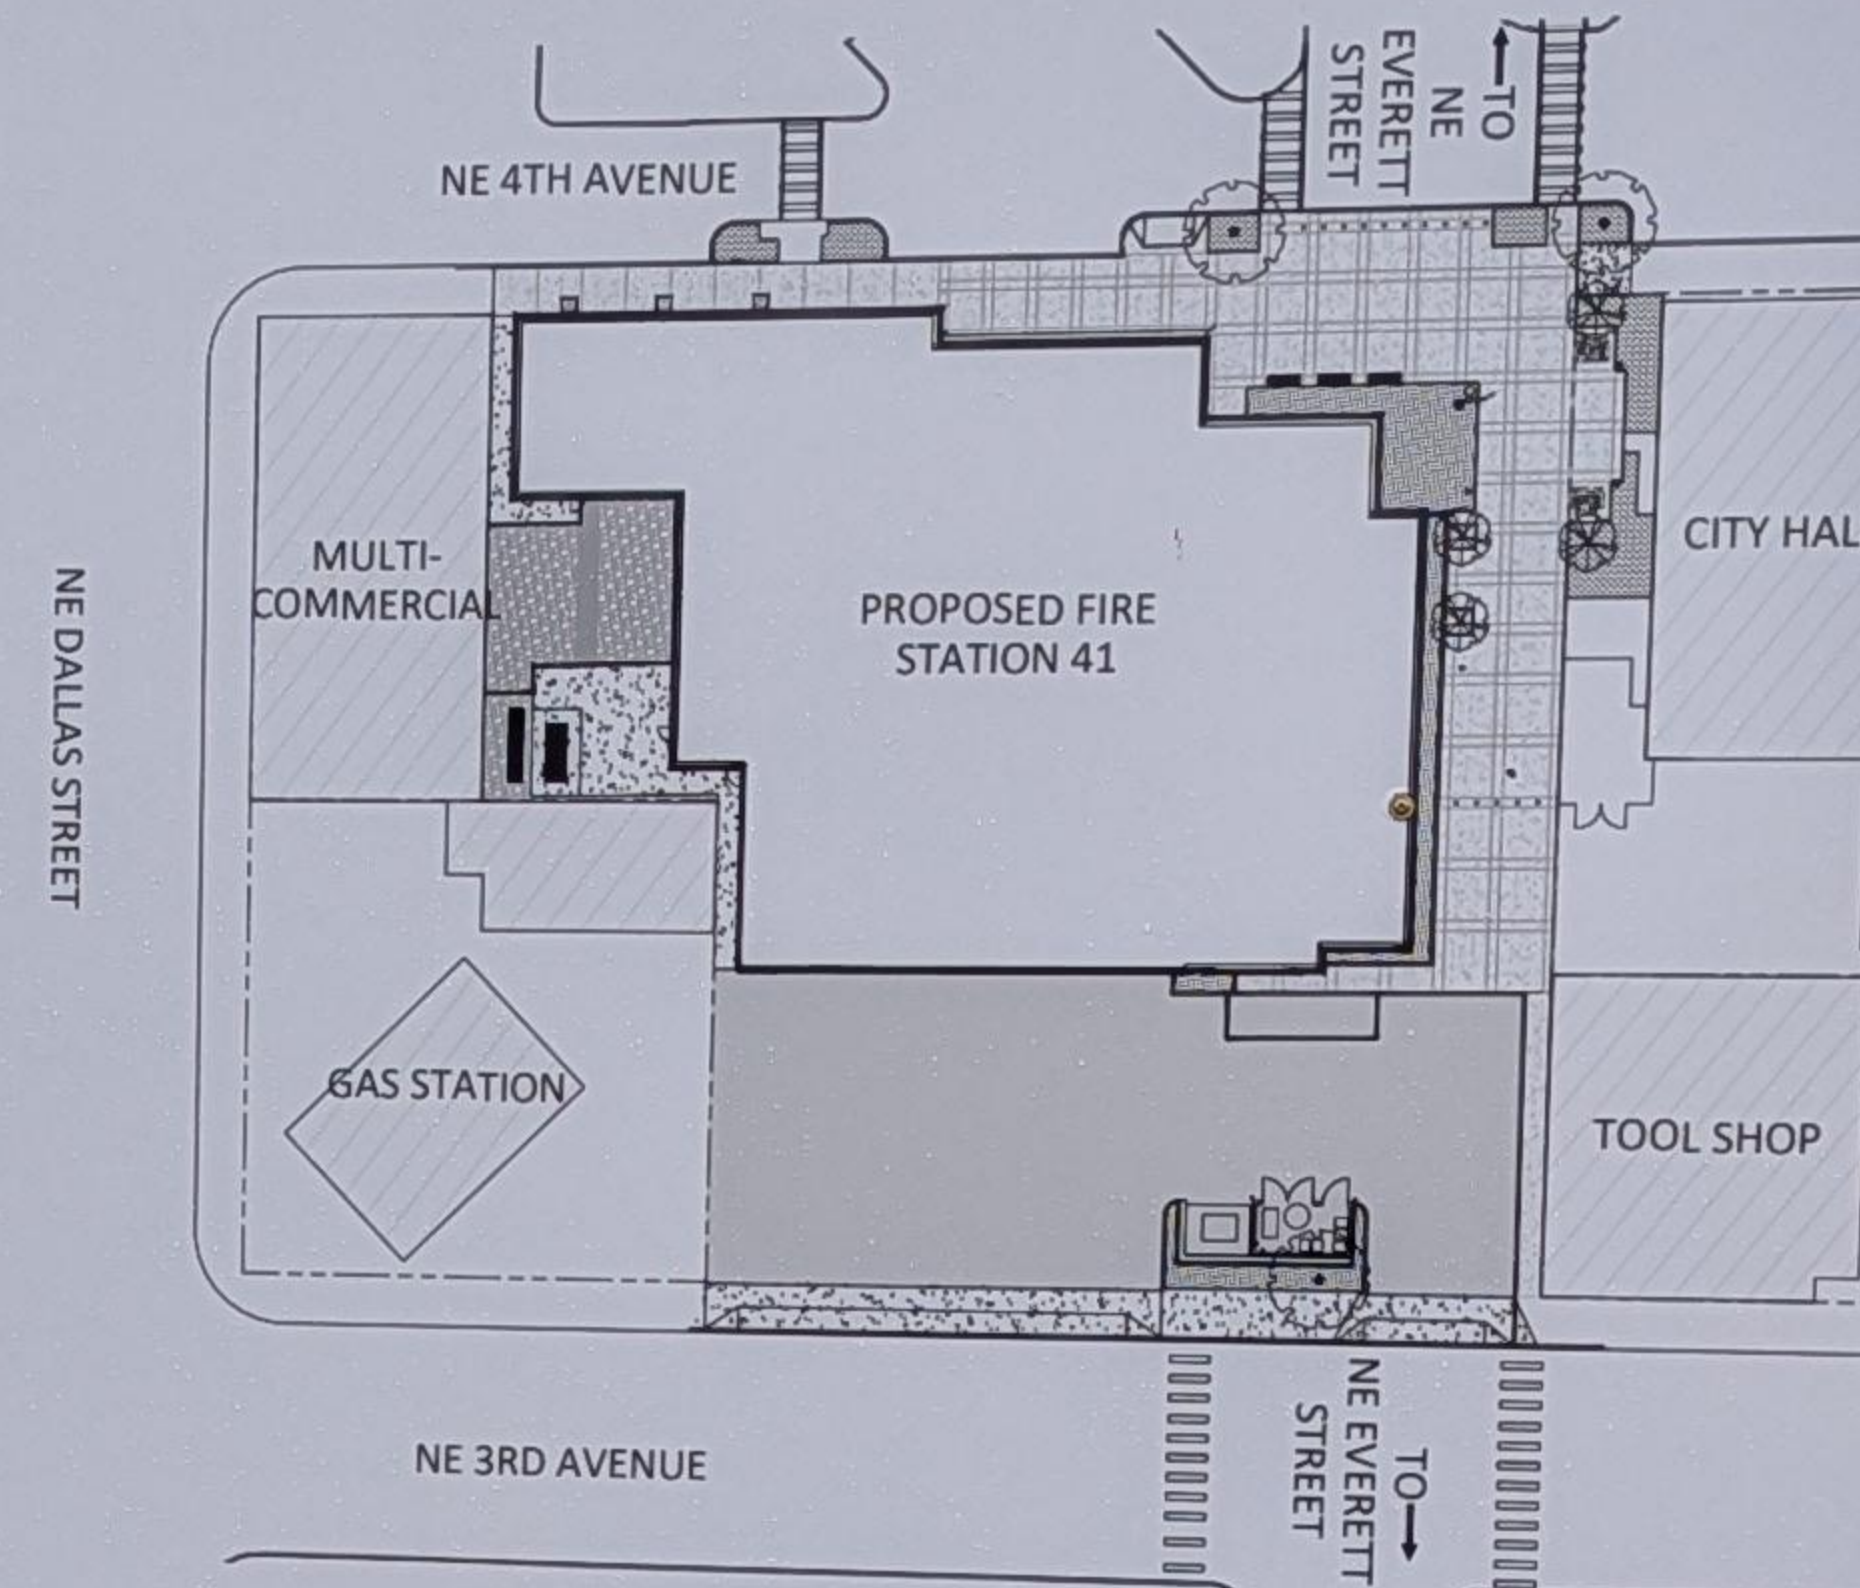 TO
NE
EVERETT
STREET
NE 4TH AVENUE
MULTI-
COMMERCIAL
PROPOSED FIRE
STATION 41
CITY HAL
NE DALLAS STREET
GAS STATION
TOOL SHOP
NE 3RD AVENUE
TO
NE EVERETT
STREET